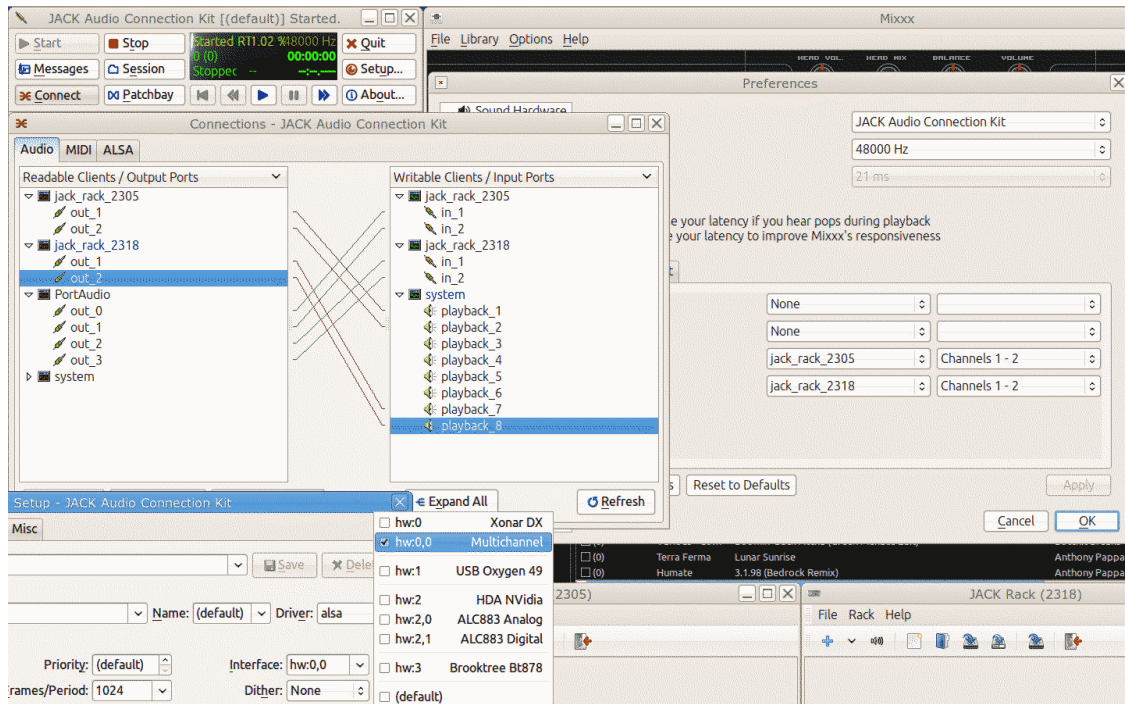 JACK Audio Connection Kit [(default)] Started.
Start
Stop
Started RT1.02 %48000 Hz
Quit
Messages
Session
0 (0) 00:00:00
Stopped -- --:--.----
Setup...
Connect
Patchbay
About...
Mixxx
File Library Options Help
HEAD VOL. HEAD MIX BALANCE VOLUME
Preferences
Sound Hardware
JACK Audio Connection Kit
48000 Hz
21 ms
e your latency if you hear pops during playback
your latency to improve Mixxx's responsiveness
None
None
jack_rack_2305 Channels 1 - 2
jack_rack_2318 Channels 1 - 2
Reset to Defaults
Apply
Cancel
OK
Connections - JACK Audio Connection Kit
Audio MIDI ALSA
Readable Clients / Output Ports
jack_rack_2305
out_1
out_2
jack_rack_2318
out_1
out_2
PortAudio
out_0
out_1
out_2
out_3
system
Writable Clients / Input Ports
jack_rack_2305
in_1
in_2
jack_rack_2318
in_1
in_2
system
playback_1
playback_2
playback_3
playback_4
playback_5
playback_6
playback_7
playback_8
Expand All
Refresh
Setup - JACK Audio Connection Kit
Misc
Save
Dele
Name: (default) Driver: alsa
Priority: (default) Interface: hw:0,0
rames/Period: 1024 Dither: None
hw:0 Xonar DX
hw:0,0 Multichannel
hw:1 USB Oxygen 49
hw:2 HDA NVidia
hw:2,0 ALC883 Analog
hw:2,1 ALC883 Digital
hw:3 Brooktree Bt878
(default)
(0) Terra Ferma Lunar Sunrise Anthony Pappa
(0) Humate 3.1.98 (Bedrock Remix) Anthony Pappa
2305)
JACK Rack (2318)
File Rack Help